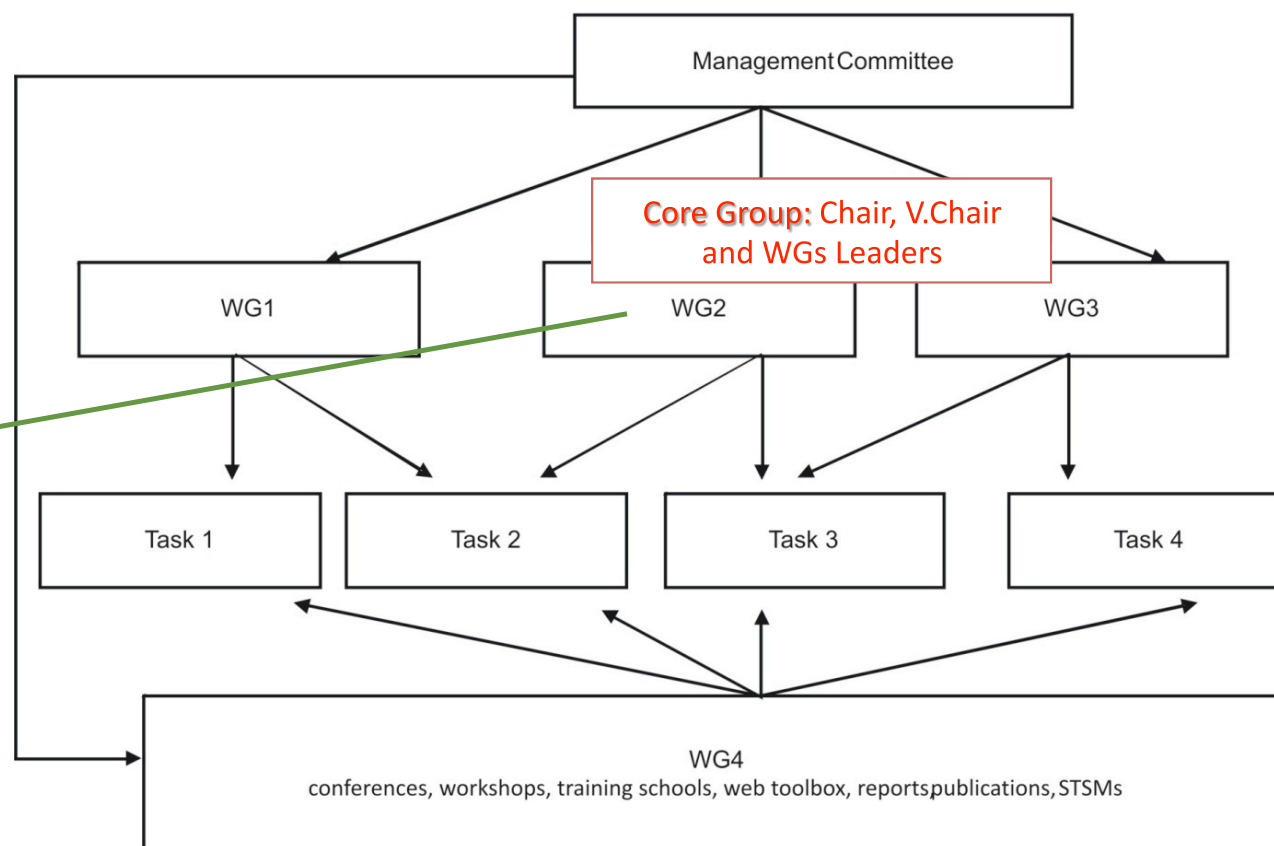 Management Committee
Core Group: Chair, V.Chair
and WGs Leaders
WG1
WG2
WG3
Task 1
Task 2
Task 3
Task 4
WG4
conferences, workshops, training schools, web toolbox, reports,publications, STSMs